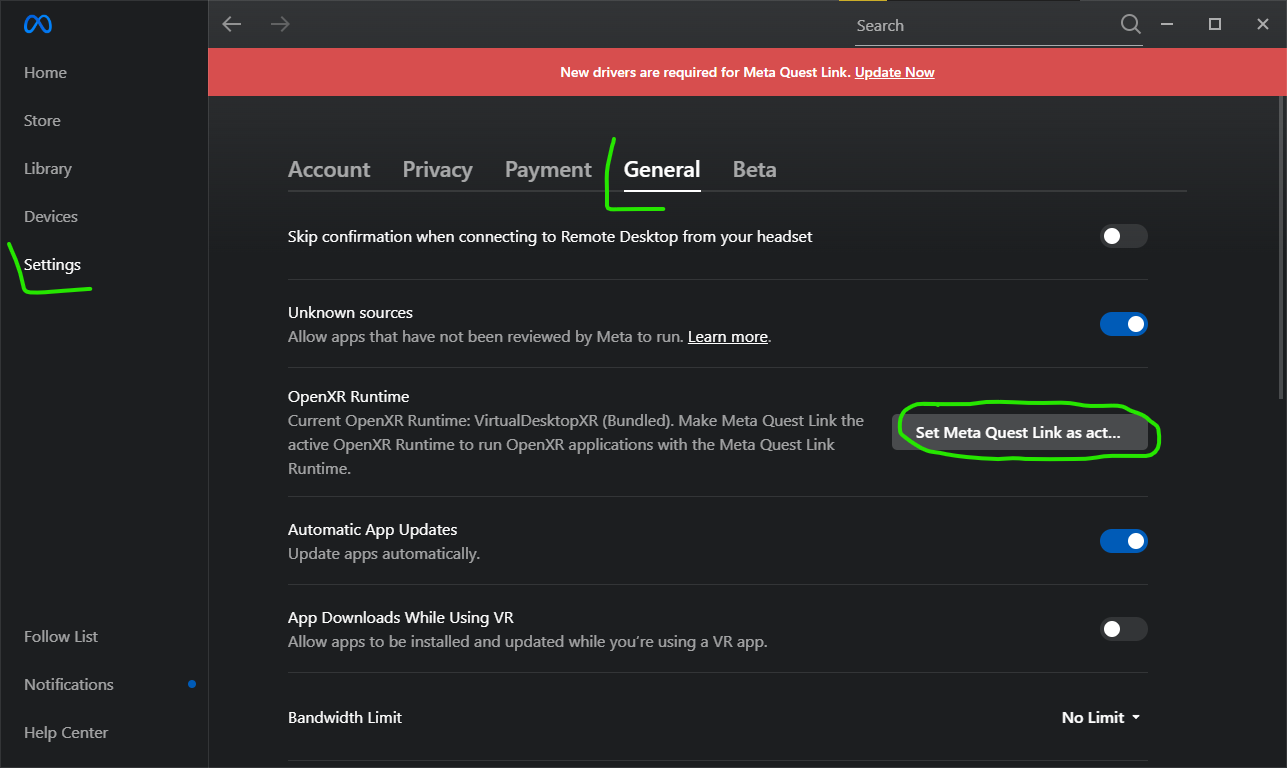 Search
New drivers are required for Meta Quest Link. Update Now
Home
Store
Library
Devices
Settings
Follow List
Notifications
Help Center
Account Privacy Payment General Beta
Skip confirmation when connecting to Remote Desktop from your headset
Unknown sources
Allow apps that have not been reviewed by Meta to run. Learn more.
OpenXR Runtime
Current OpenXR Runtime: VirtualDesktopXR (Bundled). Make Meta Quest Link the
active OpenXR Runtime to run OpenXR applications with the Meta Quest Link
Runtime.
Set Meta Quest Link as act...
Automatic App Updates
Update apps automatically.
App Downloads While Using VR
Allow apps to be installed and updated while you’re using a VR app.
Bandwidth Limit
No Limit